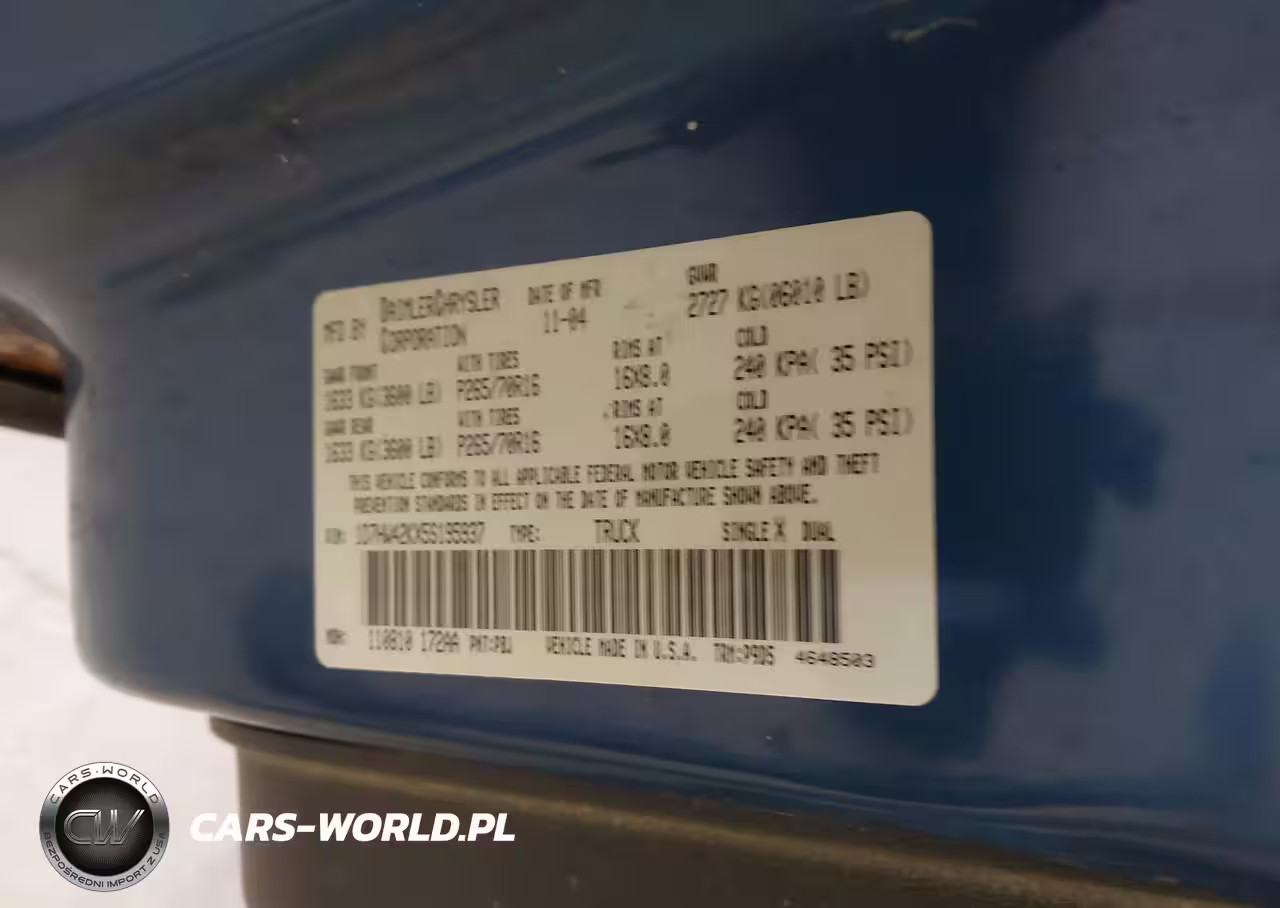 MFD BY DAIMLERCHRYSLER CORPORATION DATE OF MFR 11-04 GVWR 2727 KG(06010 LB)
GAWR FRONT WITH TIRES RIMS AT COLD
1633 KG(3600 LB) P265/70R16 16X8.0 240 KPA( 35 PSI)
GAWR REAR WITH TIRES RIMS AT COLD
1633 KG(3600 LB) P265/70R16 16X8.0 240 KPA( 35 PSI)
THIS VEHICLE CONFORMS TO ALL APPLICABLE FEDERAL MOTOR VEHICLE SAFETY AND THEFT
PREVENTION STANDARDS IN EFFECT ON THE DATE OF MANUFACTURE SHOWN ABOVE.
VIN: TYPE: TRUCK SINGLE X DUAL
MDH: 110810 172AA PNT:PBJ VEHICLE MADE IN U.S.A. TRM:P9D5 4648503
CARS-WORLD
CW
BEZPOŚREDNI IMPORT Z USA
CARS-WORLD.PL